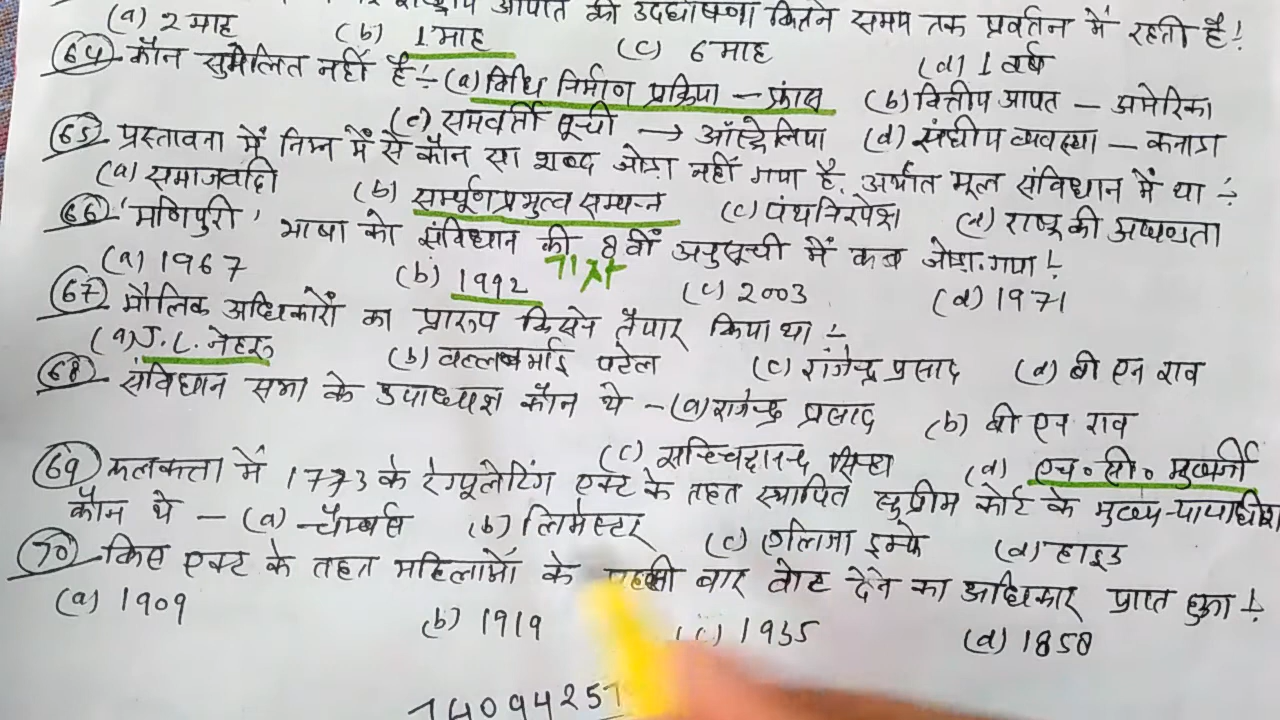 राष्ट्रीय आपात की उदघोषणा कितने समय तक प्रवर्तन में रहती है!
(a) 2 माह (b) 1 माह (c) 6 माह (d) 1 वर्ष
(64) कौन सुमेलित नहीं है :- (a) विधि निर्माण प्रक्रिया - फ्रांस (b) वित्तीय आपात - अमेरिका
(c) समवर्ती सूची → ऑस्ट्रेलिया (d) संघीय व्यवस्था - कनाडा
(65) प्रस्तावना में निम्न में से कौन सा शब्द जोड़ा नहीं गया है. अर्थात मूल संविधान में था :-
(a) समाजवादी (b) सम्पूर्ण प्रभुत्व सम्पन्न (c) पंथनिरपेक्ष (d) राष्ट्र की अखण्डता
(66) 'मणिपुरी' भाषा को संविधान की 8वीं अनुसूची में कब जोड़ा गया!
(a) 1967 (b) 1992 71 (c) 2003 (d) 1971
(67) मौलिक अधिकारों का प्रारूप किसने तैयार किया था :-
(a) J. L. नेहरू (b) वल्लभभाई पटेल (c) राजेन्द्र प्रसाद (d) बी एन राव
(68) संविधान सभा के उपाध्यक्ष कौन थे - (a) राजेन्द्र प्रसाद (b) बी एन राव
(c) सच्चिदानन्द सिन्हा (d) एच. सी. मुखर्जी
(69) कलकत्ता में 1773 के रेग्यूलेटिंग एक्ट के तहत स्थापित सुप्रीम कोर्ट के मुख्य न्यायाधीश
कौन थे - (a) चैम्बर्स (b) लिमेस्टर (c) एलिजा इम्पे (d) हाइड
(70) किस एक्ट के तहत महिलाओं के पहली बार वोट देने का अधिकार प्राप्त हुआ :-
(a) 1909 (b) 1919 (c) 1935 (d) 1858